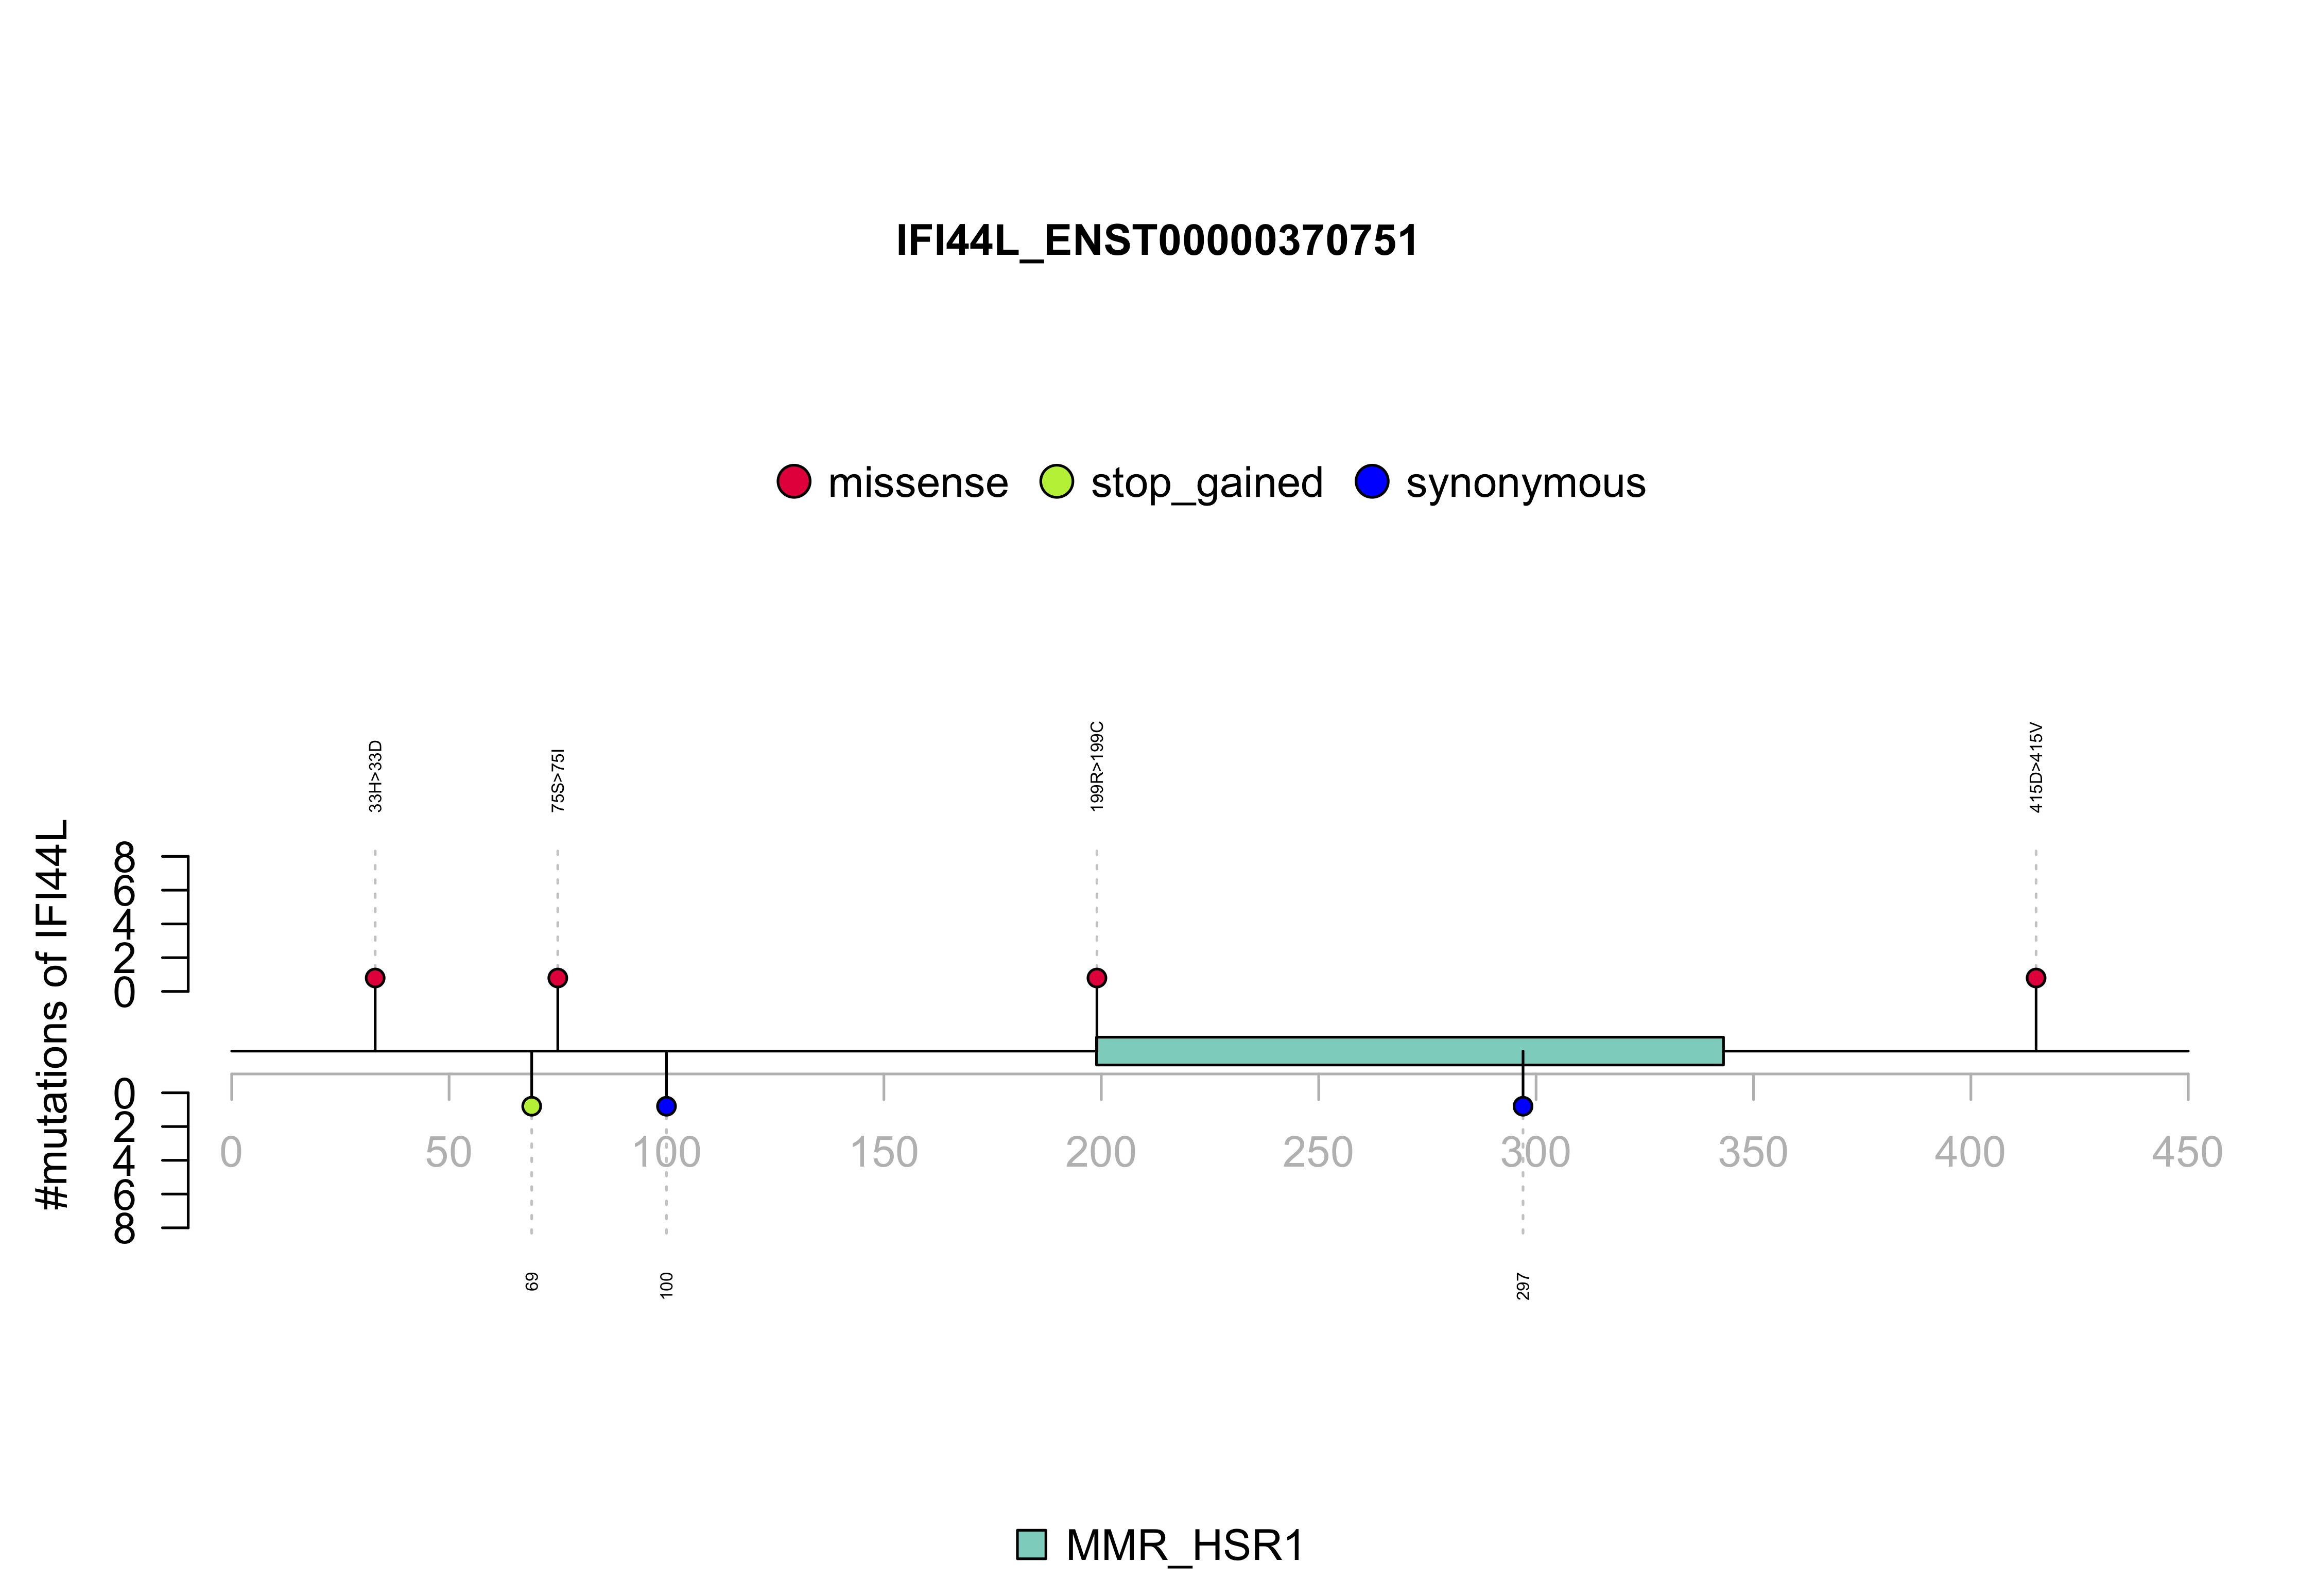 IFI44L_ENST00000370751
missense stop_gained synonymous
33H>33D
75S>75I
199R>199C
415D>415V
#mutations of IFI44L
8
6
4
2
0
0
2
4
6
8
0 50 100 150 200 250 300 350 400 450
69
100
297
MMR_HSR1